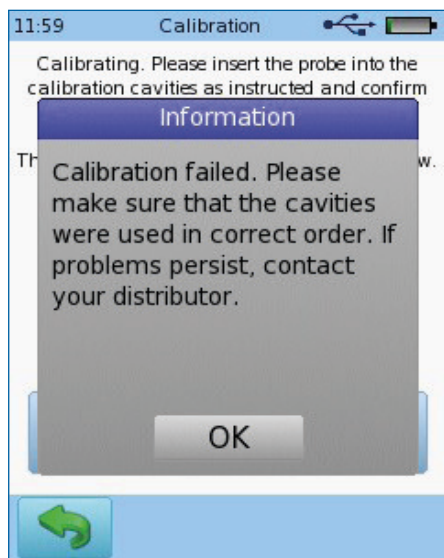 11:59 Calibration
Calibrating. Please insert the probe into the
calibration cavities as instructed and confirm
Information
Th w.
Calibration failed. Please
make sure that the cavities
were used in correct order. If
problems persist, contact
your distributor.
OK